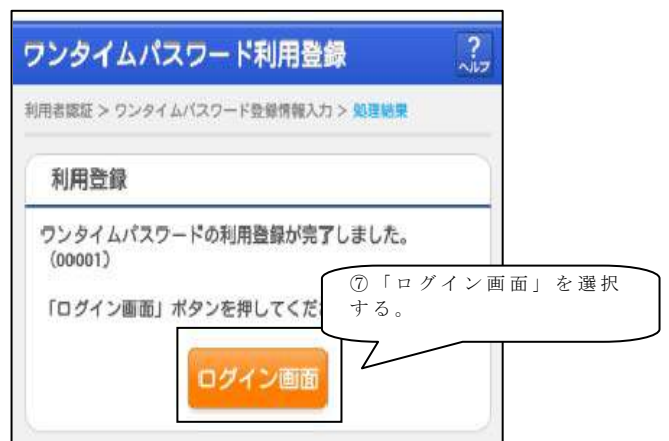 ワンタイムパスワード利用登録
?
ヘルプ
利用者認証 > ワンタイムパスワード登録情報入力 > 処理結果
利用登録
ワンタイムパスワードの利用登録が完了しました。
(00001)
「ログイン画面」ボタンを押してくだ
⑦「ログイン画面」を選択
する。
ログイン画面